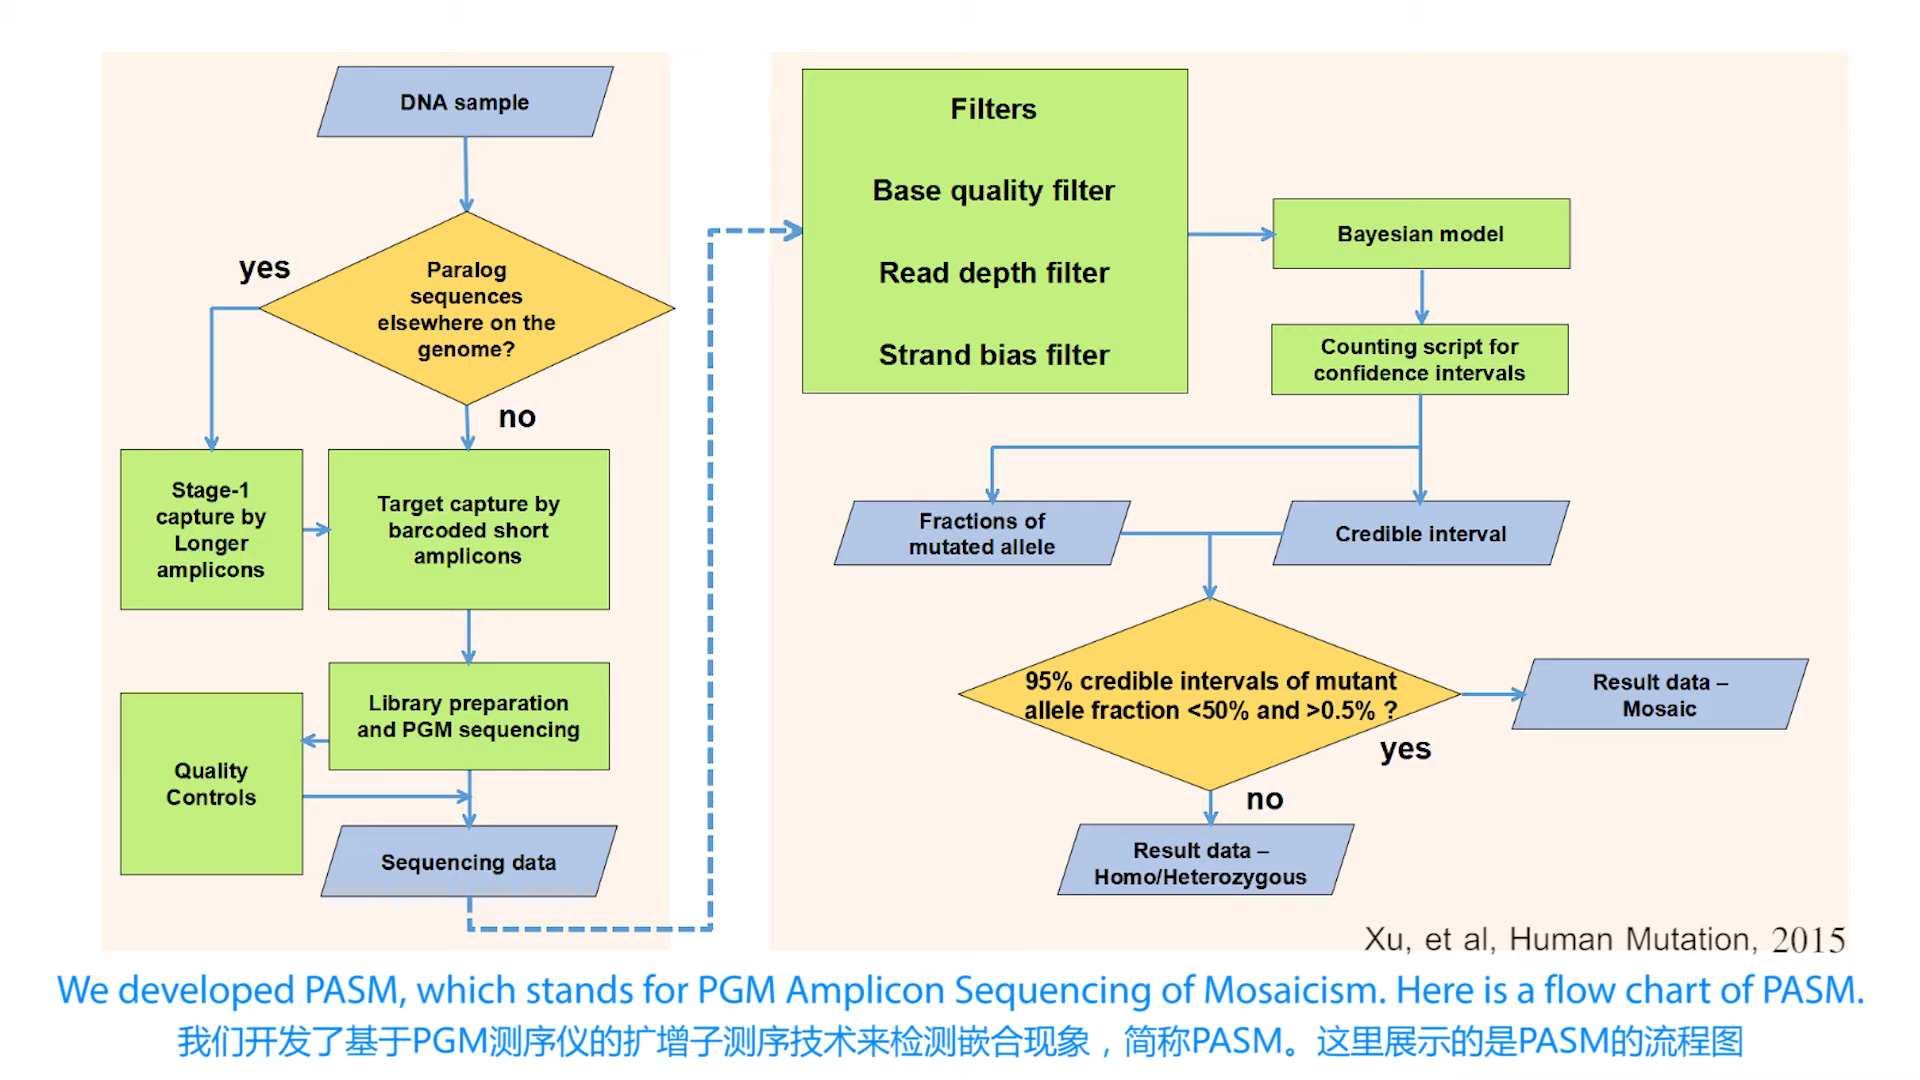 DNA sample
yes
Paralog
sequences
elsewhere on the
genome?
no
Stage-1
capture by
Longer
amplicons
Target capture by
barcoded short
amplicons
Library preparation
and PGM sequencing
Quality
Controls
Sequencing data
Filters
Base quality filter
Read depth filter
Strand bias filter
Bayesian model
Counting script for
confidence intervals
Fractions of
mutated allele
Credible interval
95% credible intervals of mutant
allele fraction <50% and >0.5% ?
yes
Result data –
Mosaic
no
Result data –
Homo/Heterozygous
Xu, et al, Human Mutation, 2015
We developed PASM, which stands for PGM Amplicon Sequencing of Mosaicism. Here is a flow chart of PASM.
我们开发了基于PGM测序仪的扩增子测序技术来检测嵌合现象，简称PASM。这里展示的是PASM的流程图